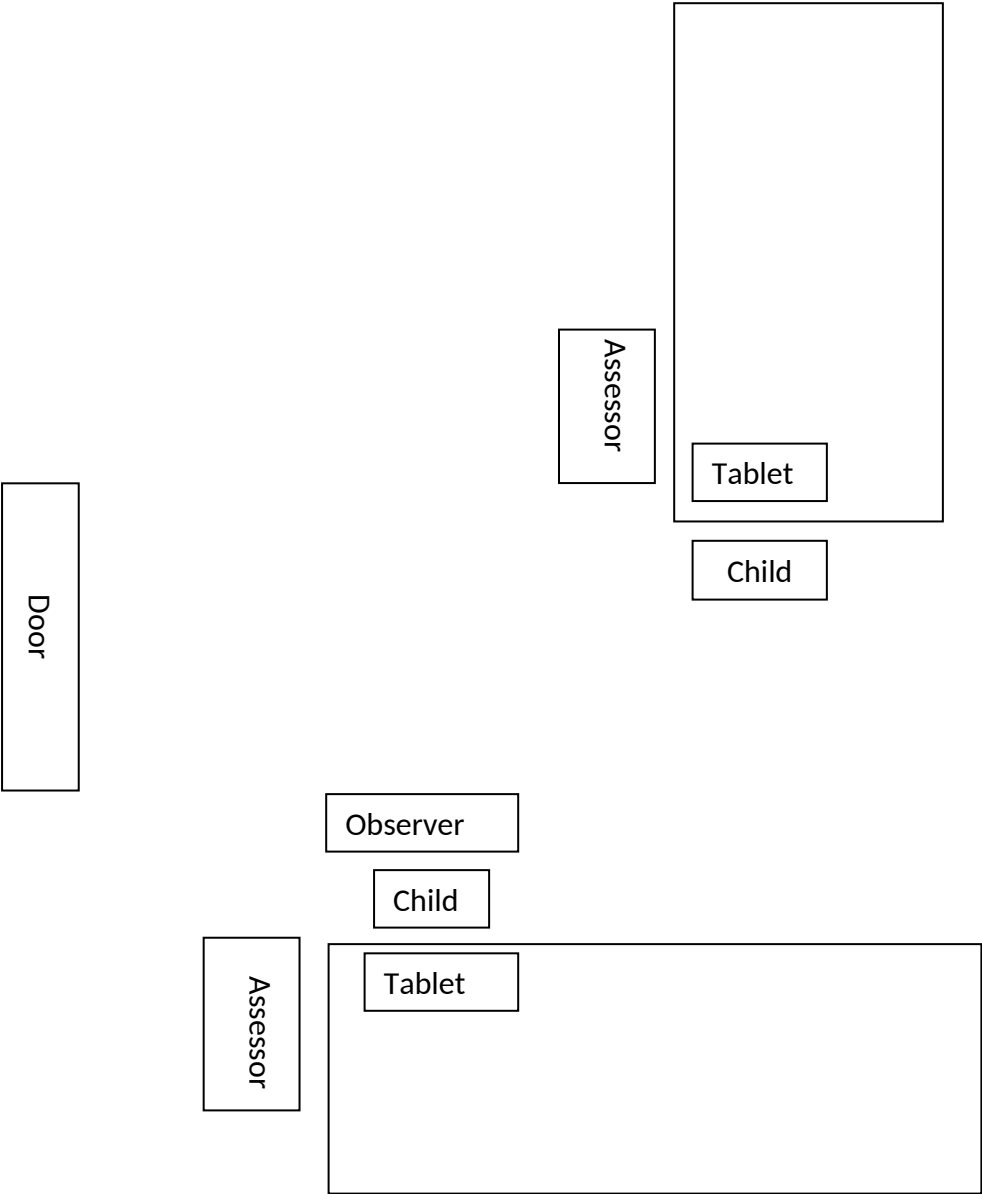 Assessor
Tablet
Child
Door
Observer
Child
Tablet
Assessor